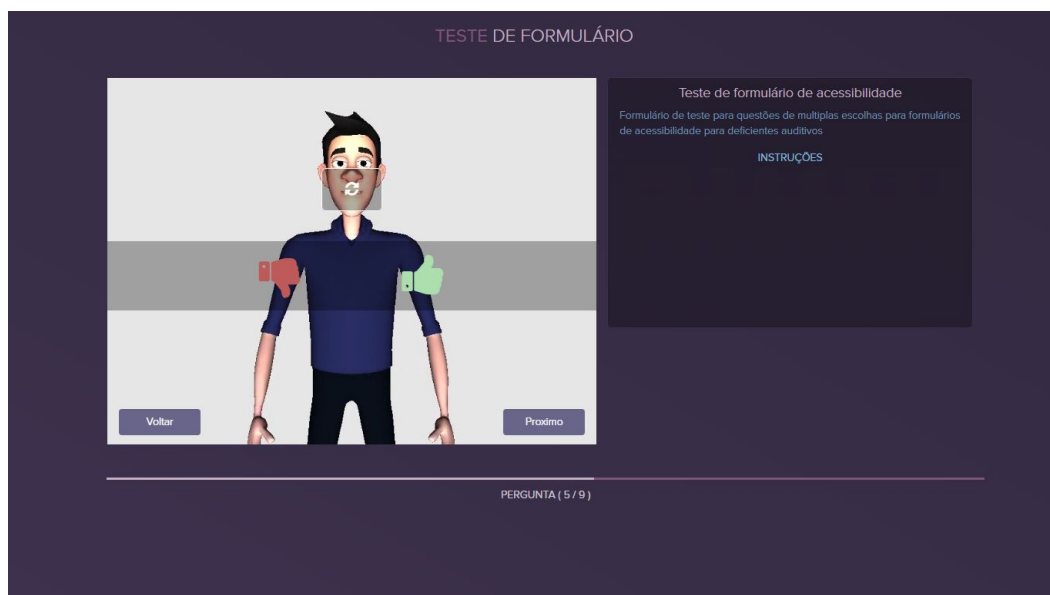 TESTE DE FORMULÁRIO
Teste de formulário de acessibilidade
Formulário de teste para questões de multiplas escolhas para formulários
de acessibilidade para deficientes auditivos
INSTRUÇÕES
Voltar
Proximo
PERGUNTA ( 5 / 9 )